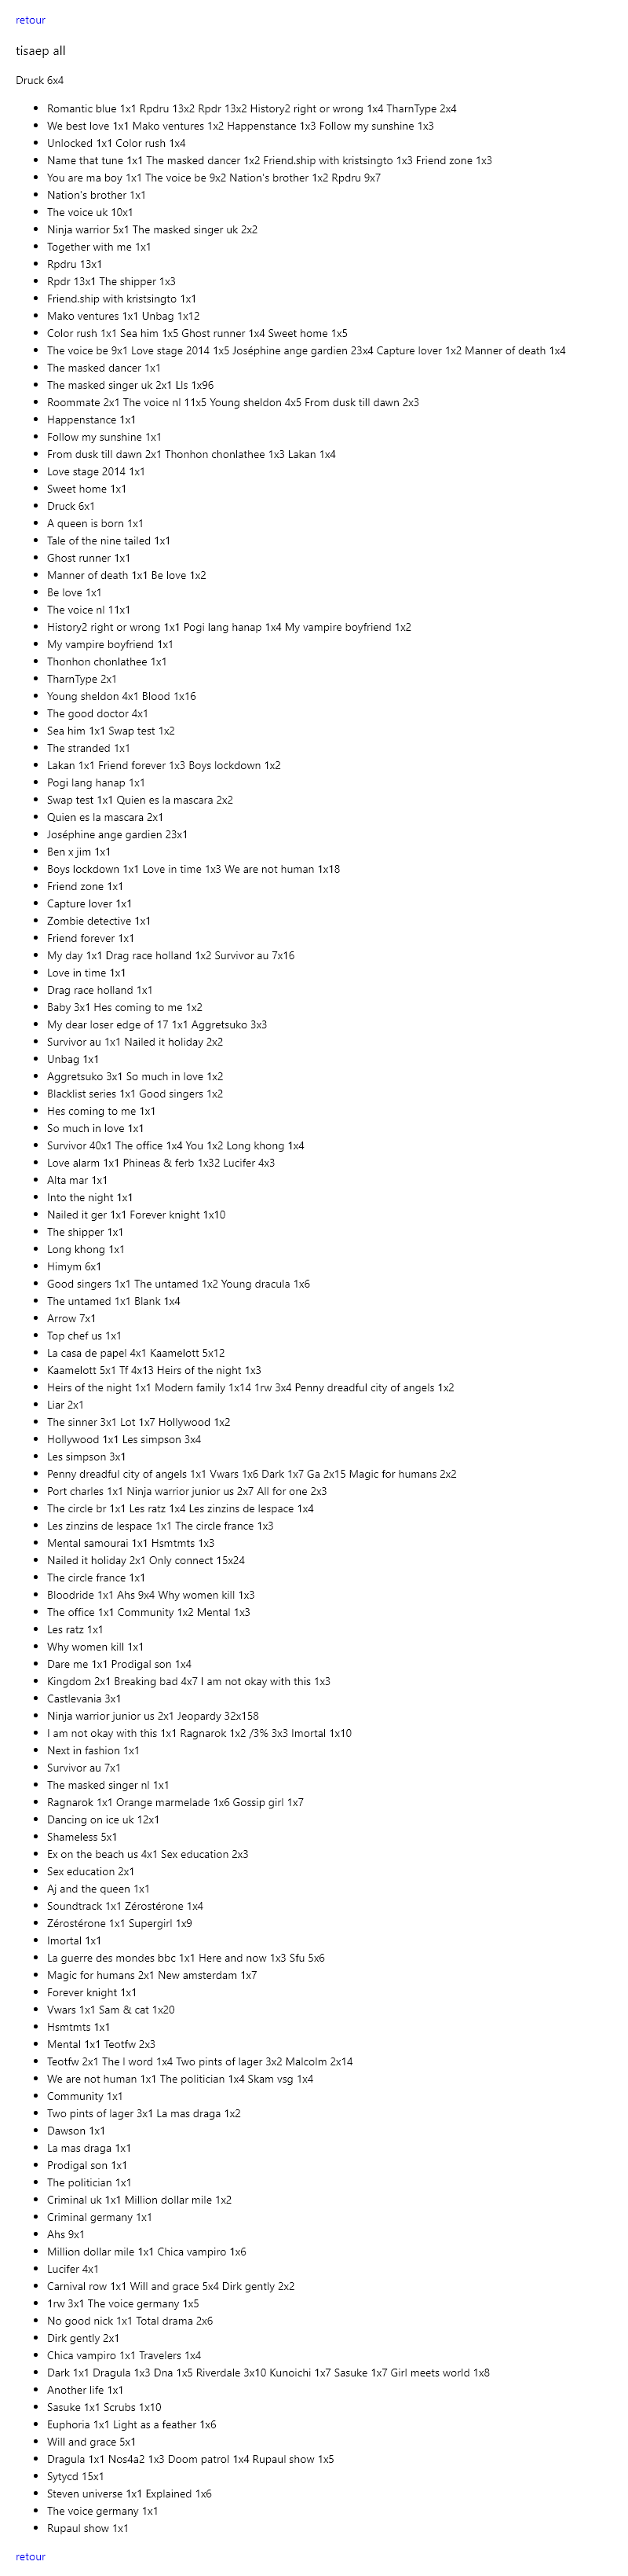 retour
tisaep all
Druck 6x4
Romantic blue 1x1 Rpdru 13x2 Rpdr 13x2 History2 right or wrong 1x4 TharnType 2x4
We best love 1x1 Mako ventures 1x2 Happenstance 1x3 Follow my sunshine 1x3
Unlocked 1x1 Color rush 1x4
Name that tune 1x1 The masked dancer 1x2 Friend.ship with kristsingto 1x3 Friend zone 1x3
You are ma boy 1x1 The voice be 9x2 Nation's brother 1x2 Rpdru 9x7
Nation's brother 1x1
The voice uk 10x1
Ninja warrior 5x1 The masked singer uk 2x2
Together with me 1x1
Rpdru 13x1
Rpdr 13x1 The shipper 1x3
Friend.ship with kristsingto 1x1
Mako ventures 1x1 Unbag 1x12
Color rush 1x1 Sea him 1x5 Ghost runner 1x4 Sweet home 1x5
The voice be 9x1 Love stage 2014 1x5 Joséphine ange gardien 23x4 Capture lover 1x2 Manner of death 1x4
The masked dancer 1x1
The masked singer uk 2x1 Lls 1x96
Roommate 2x1 The voice nl 11x5 Young sheldon 4x5 From dusk till dawn 2x3
Happenstance 1x1
Follow my sunshine 1x1
From dusk till dawn 2x1 Thonhon chonlathee 1x3 Lakan 1x4
Love stage 2014 1x1
Sweet home 1x1
Druck 6x1
A queen is born 1x1
Tale of the nine tailed 1x1
Ghost runner 1x1
Manner of death 1x1 Be love 1x2
Be love 1x1
The voice nl 11x1
History2 right or wrong 1x1 Pogi lang hanap 1x4 My vampire boyfriend 1x2
My vampire boyfriend 1x1
Thonhon chonlathee 1x1
TharnType 2x1
Young sheldon 4x1 Blood 1x16
The good doctor 4x1
Sea him 1x1 Swap test 1x2
The stranded 1x1
Lakan 1x1 Friend forever 1x3 Boys lockdown 1x2
Pogi lang hanap 1x1
Swap test 1x1 Quien es la mascara 2x2
Quien es la mascara 2x1
Joséphine ange gardien 23x1
Ben x jim 1x1
Boys lockdown 1x1 Love in time 1x3 We are not human 1x18
Friend zone 1x1
Capture lover 1x1
Zombie detective 1x1
Friend forever 1x1
My day 1x1 Drag race holland 1x2 Survivor au 7x16
Love in time 1x1
Drag race holland 1x1
Baby 3x1 Hes coming to me 1x2
My dear loser edge of 17 1x1 Aggretsuko 3x3
Survivor au 1x1 Nailed it holiday 2x2
Unbag 1x1
Aggretsuko 3x1 So much in love 1x2
Blacklist series 1x1 Good singers 1x2
Hes coming to me 1x1
So much in love 1x1
Survivor 40x1 The office 1x4 You 1x2 Long khong 1x4
Love alarm 1x1 Phineas & ferb 1x32 Lucifer 4x3
Alta mar 1x1
Into the night 1x1
Nailed it ger 1x1 Forever knight 1x10
The shipper 1x1
Long khong 1x1
Himym 6x1
Good singers 1x1 The untamed 1x2 Young dracula 1x6
The untamed 1x1 Blank 1x4
Arrow 7x1
Top chef us 1x1
La casa de papel 4x1 Kaamelott 5x12
Kaamelott 5x1 Tf 4x13 Heirs of the night 1x3
Heirs of the night 1x1 Modern family 1x14 1rw 3x4 Penny dreadful city of angels 1x2
Liar 2x1
The sinner 3x1 Lot 1x7 Hollywood 1x2
Hollywood 1x1 Les simpson 3x4
Les simpson 3x1
Penny dreadful city of angels 1x1 Vwars 1x6 Dark 1x7 Ga 2x15 Magic for humans 2x2
Port charles 1x1 Ninja warrior junior us 2x7 All for one 2x3
The circle br 1x1 Les ratz 1x4 Les zinzins de lespace 1x4
Les zinzins de lespace 1x1 The circle france 1x3
Mental samourai 1x1 Hsmtmts 1x3
Nailed it holiday 2x1 Only connect 15x24
The circle france 1x1
Bloodride 1x1 Ahs 9x4 Why women kill 1x3
The office 1x1 Community 1x2 Mental 1x3
Les ratz 1x1
Why women kill 1x1
Dare me 1x1 Prodigal son 1x4
Kingdom 2x1 Breaking bad 4x7 I am not okay with this 1x3
Castlevania 3x1
Ninja warrior junior us 2x1 Jeopardy 32x158
I am not okay with this 1x1 Ragnarok 1x2 /3% 3x3 Imortal 1x10
Next in fashion 1x1
Survivor au 7x1
The masked singer nl 1x1
Ragnarok 1x1 Orange marmelade 1x6 Gossip girl 1x7
Dancing on ice uk 12x1
Shameless 5x1
Ex on the beach us 4x1 Sex education 2x3
Sex education 2x1
Aj and the queen 1x1
Soundtrack 1x1 Zérostérone 1x4
Zérostérone 1x1 Supergirl 1x9
Imortal 1x1
La guerre des mondes bbc 1x1 Here and now 1x3 Sfu 5x6
Magic for humans 2x1 New amsterdam 1x7
Forever knight 1x1
Vwars 1x1 Sam & cat 1x20
Hsmtmts 1x1
Mental 1x1 Teotfw 2x3
Teotfw 2x1 The l word 1x4 Two pints of lager 3x2 Malcolm 2x14
We are not human 1x1 The politician 1x4 Skam vsg 1x4
Community 1x1
Two pints of lager 3x1 La mas draga 1x2
Dawson 1x1
La mas draga 1x1
Prodigal son 1x1
The politician 1x1
Criminal uk 1x1 Million dollar mile 1x2
Criminal germany 1x1
Ahs 9x1
Million dollar mile 1x1 Chica vampiro 1x6
Lucifer 4x1
Carnival row 1x1 Will and grace 5x4 Dirk gently 2x2
1rw 3x1 The voice germany 1x5
No good nick 1x1 Total drama 2x6
Dirk gently 2x1
Chica vampiro 1x1 Travelers 1x4
Dark 1x1 Dragula 1x3 Dna 1x5 Riverdale 3x10 Kunoichi 1x7 Sasuke 1x7 Girl meets world 1x8
Another life 1x1
Sasuke 1x1 Scrubs 1x10
Euphoria 1x1 Light as a feather 1x6
Will and grace 5x1
Dragula 1x1 Nos4a2 1x3 Doom patrol 1x4 Rupaul show 1x5
Sytycd 15x1
Steven universe 1x1 Explained 1x6
The voice germany 1x1
Rupaul show 1x1
retour